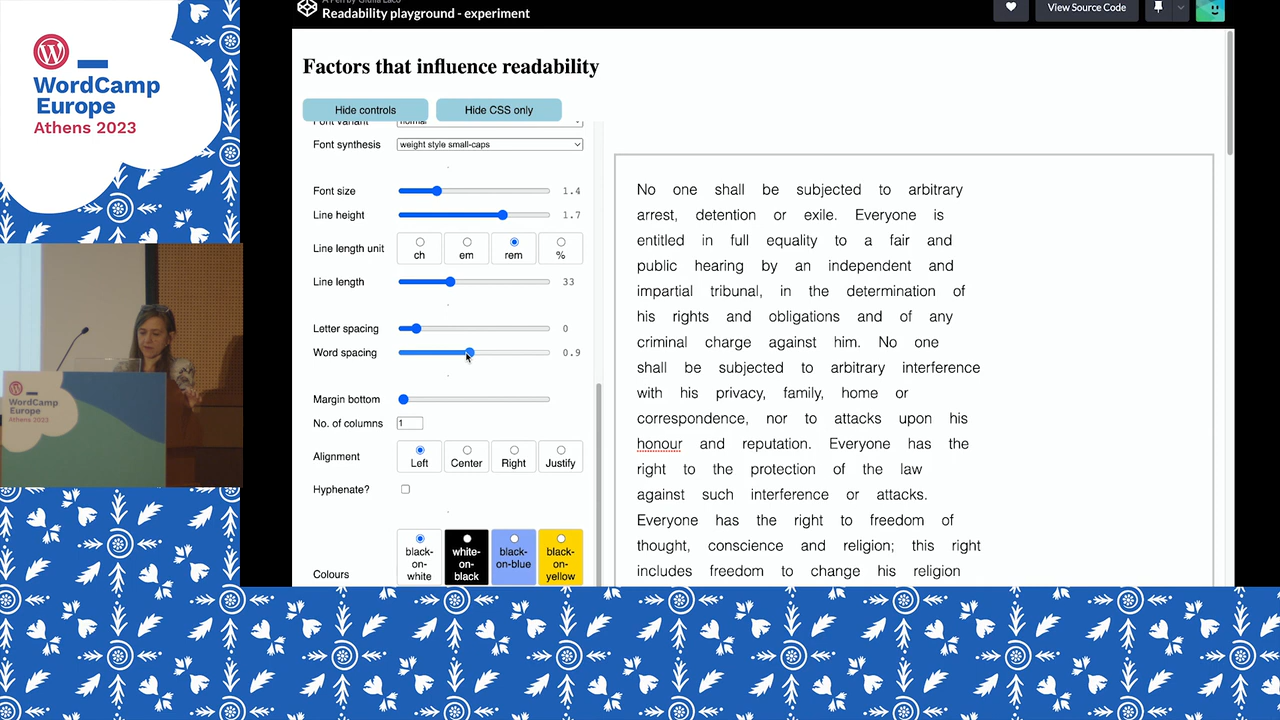 WordCamp
Europe
Athens 2023
WordCamp
Europe
Readability playground - experiment
View Source Code
Factors that influence readability
Hide controls
Hide CSS only
Font variant
normal
Font synthesis
weight style small-caps
Font size
1.4
Line height
1.7
Line length unit
ch
em
rem
%
Line length
33
Letter spacing
0
Word spacing
0.9
Margin bottom
No. of columns
1
Alignment
Left
Center
Right
Justify
Hyphenate?
Colours
black-
on-
white
white-
on-
black
black-
on-blue
black-
on-
yellow
No one shall be subjected to arbitrary
arrest, detention or exile. Everyone is
entitled in full equality to a fair and
public hearing by an independent and
impartial tribunal, in the determination of
his rights and obligations and of any
criminal charge against him. No one
shall be subjected to arbitrary interference
with his privacy, family, home or
correspondence, nor to attacks upon his
honour and reputation. Everyone has the
right to the protection of the law
against such interference or attacks.
Everyone has the right to freedom of
thought, conscience and religion; this right
includes freedom to change his religion